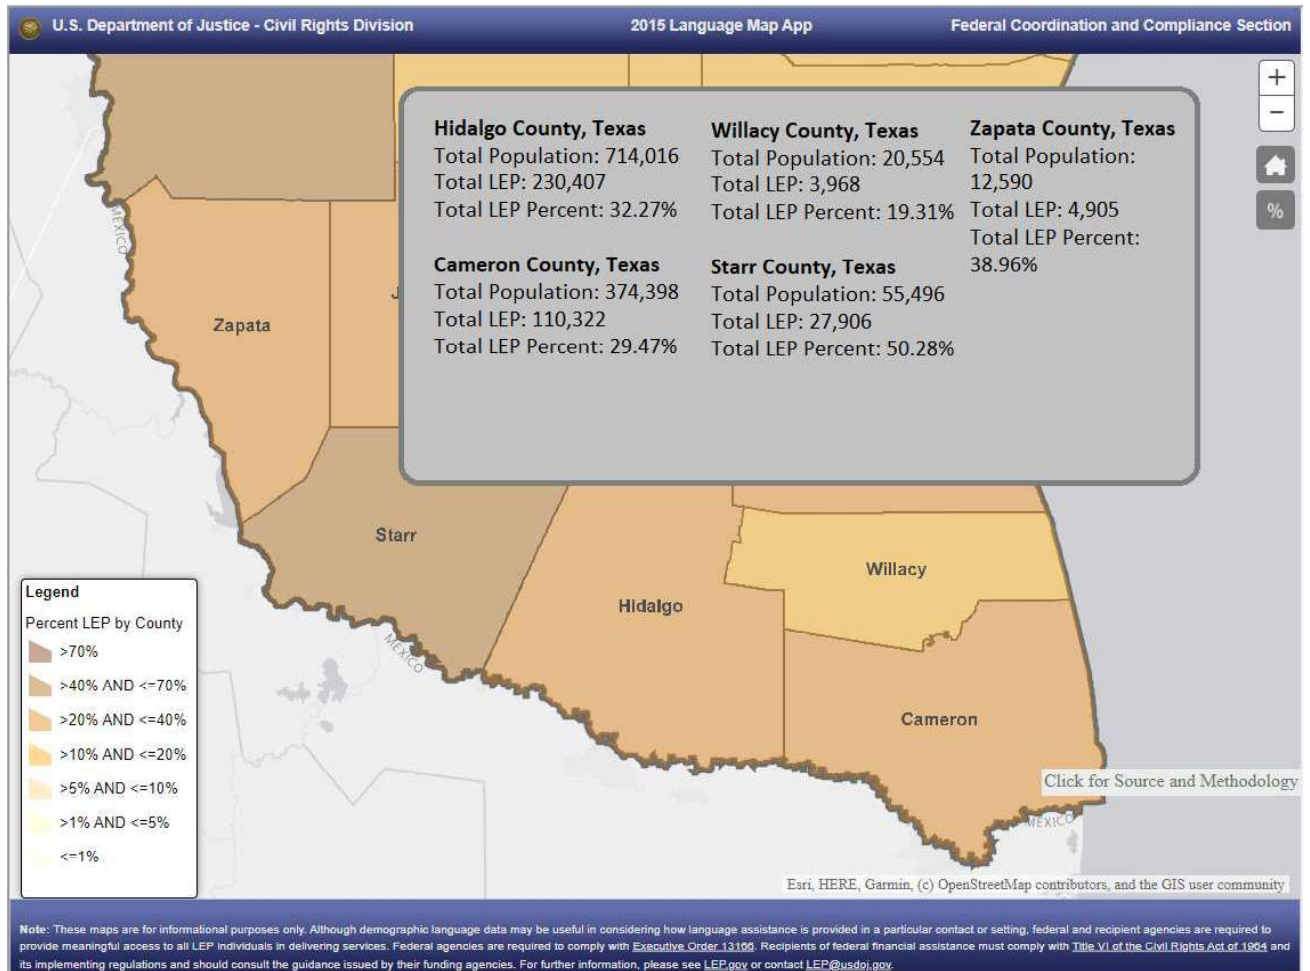 U.S. Department of Justice - Civil Rights Division
2015 Language Map App
Federal Coordination and Compliance Section
+
−
%
Hidalgo County, Texas
Total Population: 714,016
Total LEP: 230,407
Total LEP Percent: 32.27%
Willacy County, Texas
Total Population: 20,554
Total LEP: 3,968
Total LEP Percent: 19.31%
Zapata County, Texas
Total Population:
12,590
Total LEP: 4,905
Total LEP Percent:
38.96%
Cameron County, Texas
Total Population: 374,398
Total LEP: 110,322
Total LEP Percent: 29.47%
Starr County, Texas
Total Population: 55,496
Total LEP: 27,906
Total LEP Percent: 50.28%
MEXICO
Zapata
J
Starr
Hidalgo
Willacy
Cameron
MEXICO
MEXICO
Legend
Percent LEP by County
>70%
>40% AND <=70%
>20% AND <=40%
>10% AND <=20%
>5% AND <=10%
>1% AND <=5%
<=1%
Click for Source and Methodology
Esri, HERE, Garmin, (c) OpenStreetMap contributors, and the GIS user community
Note: These maps are for informational purposes only. Although demographic language data may be useful in considering how language assistance is provided in a particular contact or setting, federal and recipient agencies are required to
provide meaningful access to all LEP individuals in delivering services. Federal agencies are required to comply with Executive Order 13166. Recipients of federal financial assistance must comply with Title VI of the Civil Rights Act of 1964 and
its implementing regulations and should consult the guidance issued by their funding agencies. For further information, please see LEP.gov or contact LEP@usdoj.gov.